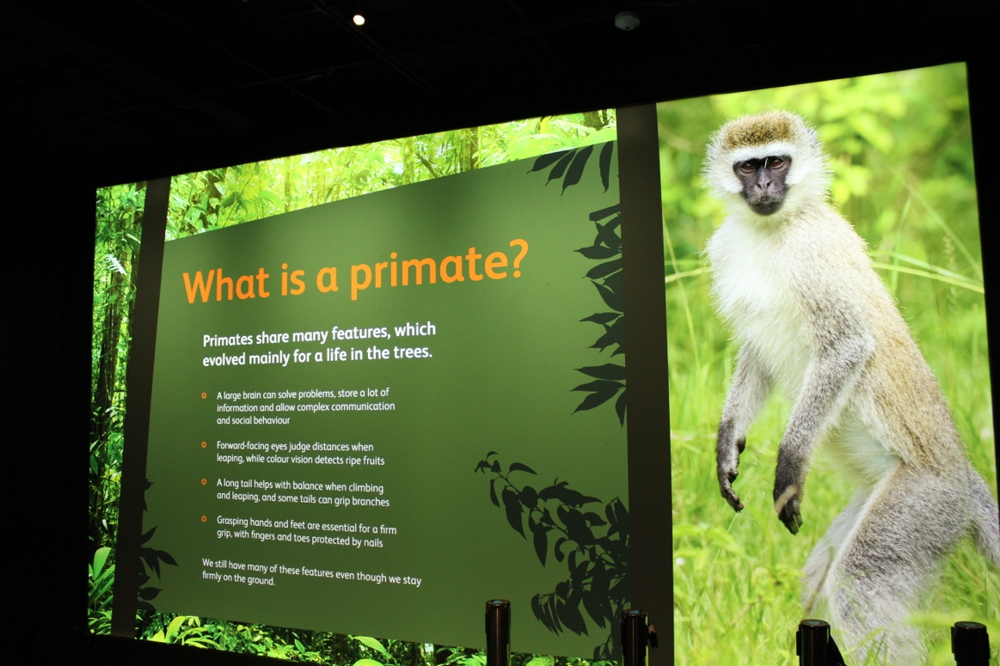 What is a primate?
Primates share many features, which
evolved mainly for a life in the trees.
A large brain can solve problems, store a lot of
information and allow complex communication
and social behaviour
Forward-facing eyes judge distances when
leaping, while colour vision detects ripe fruits
A long tail helps with balance when climbing
and leaping, and some tails can grip branches
Grasping hands and feet are essential for a firm
grip, with fingers and toes protected by nails
We still have many of these features even though we stay
firmly on the ground.